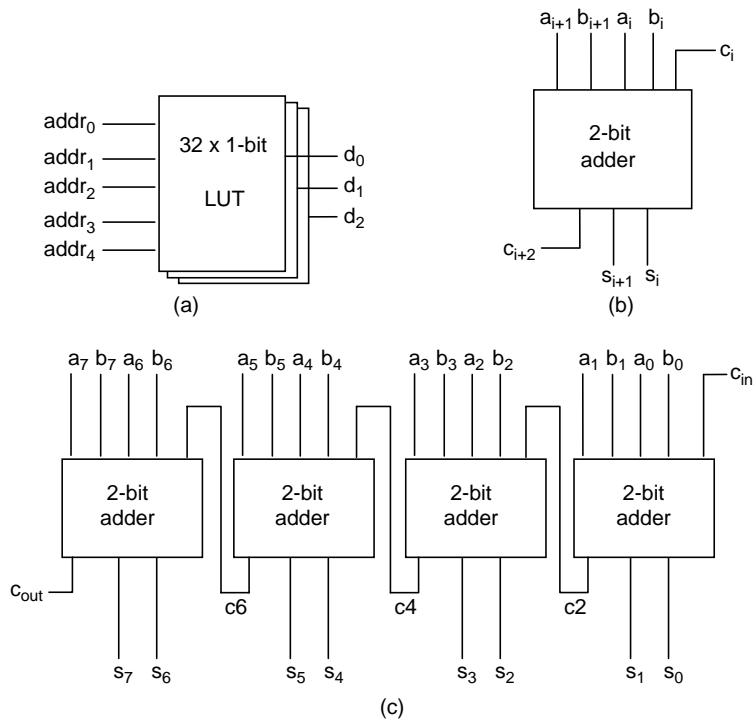 addr₀
addr₁
addr₂
addr₃
addr₄
32 x 1-bit
LUT
d₀
d₁
d₂
(a)
aᵢ₊₁ bᵢ₊₁ aᵢ bᵢ
cᵢ
2-bit
adder
cᵢ₊₂
sᵢ₊₁ sᵢ
(b)
a₇ b₇ a₆ b₆ a₅ b₅ a₄ b₄ a₃ b₃ a₂ b₂ a₁ b₁ a₀ b₀
c_in
2-bit
adder
2-bit
adder
2-bit
adder
2-bit
adder
c_out
c6
c4
c2
s₇ s₆ s₅ s₄ s₃ s₂ s₁ s₀
(c)